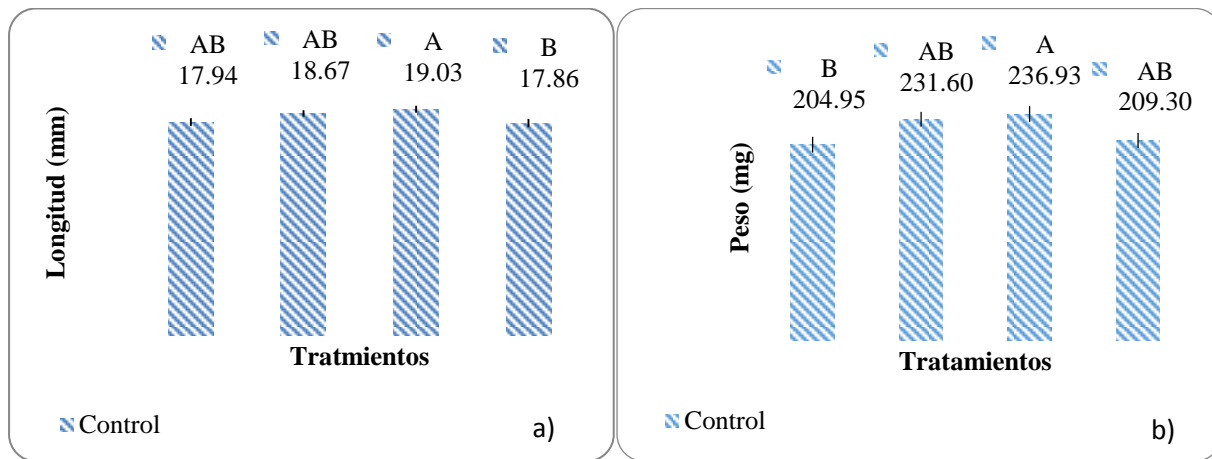 AB AB A B
17.94 18.67 19.03 17.86
Longitud (mm)
Tratmientos
Control
a)
B AB A AB
204.95 231.60 236.93 209.30
Peso (mg)
Tratamientos
b)